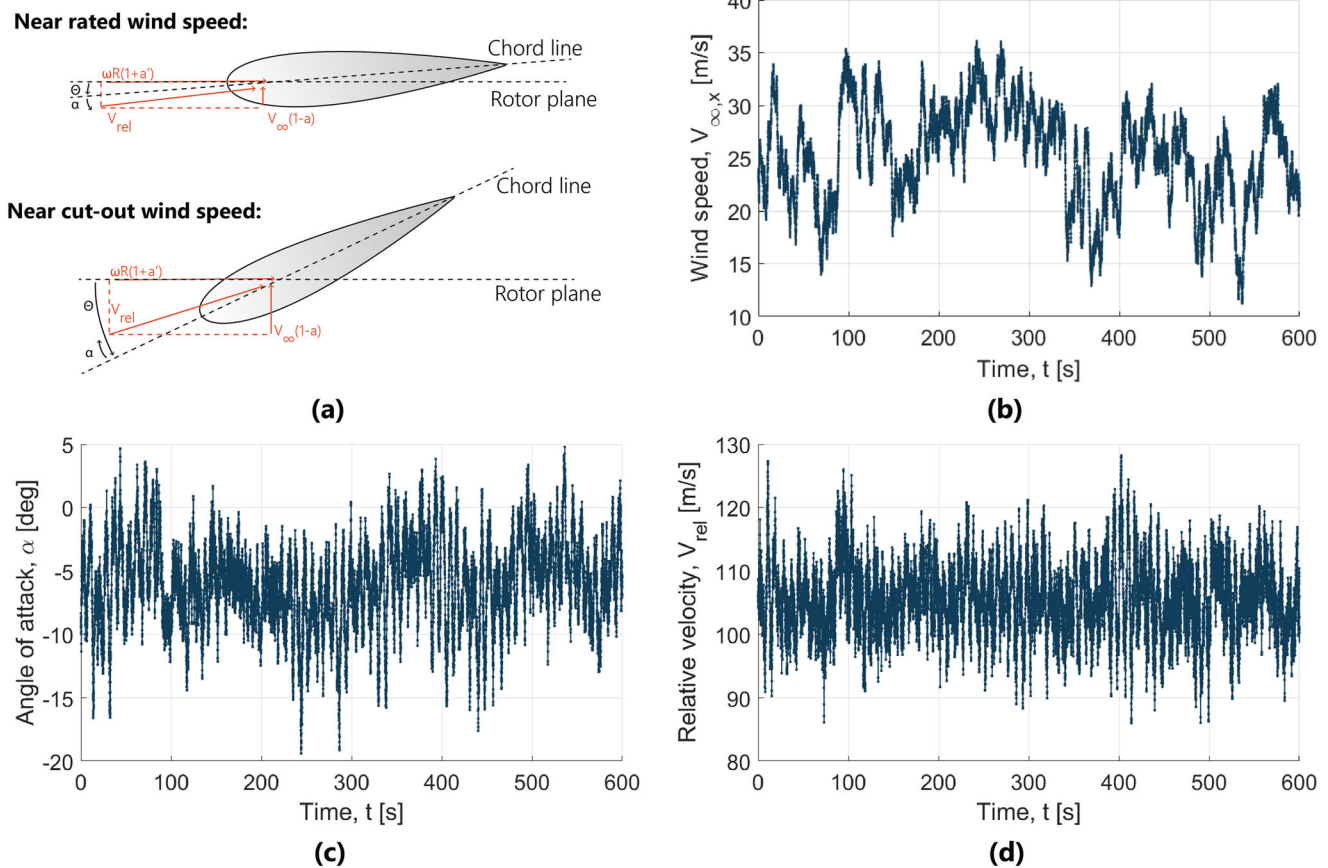 Near rated wind speed:
Chord line
ωR(1+a')
Θ
α
Rotor plane
V_rel
V_∞(1-a)
Near cut-out wind speed:
Chord line
ωR(1+a')
Θ
V_rel
Rotor plane
V_∞(1-a)
α
(a)
Wind speed, V_∞,x [m/s]
40
35
30
25
20
15
10
0 100 200 300 400 500 600
Time, t [s]
(b)
Angle of attack, α [deg]
5
0
-5
-10
-15
-20
0 100 200 300 400 500 600
Time, t [s]
(c)
Relative velocity, V_rel [m/s]
130
120
110
100
90
80
0 100 200 300 400 500 600
Time, t [s]
(d)